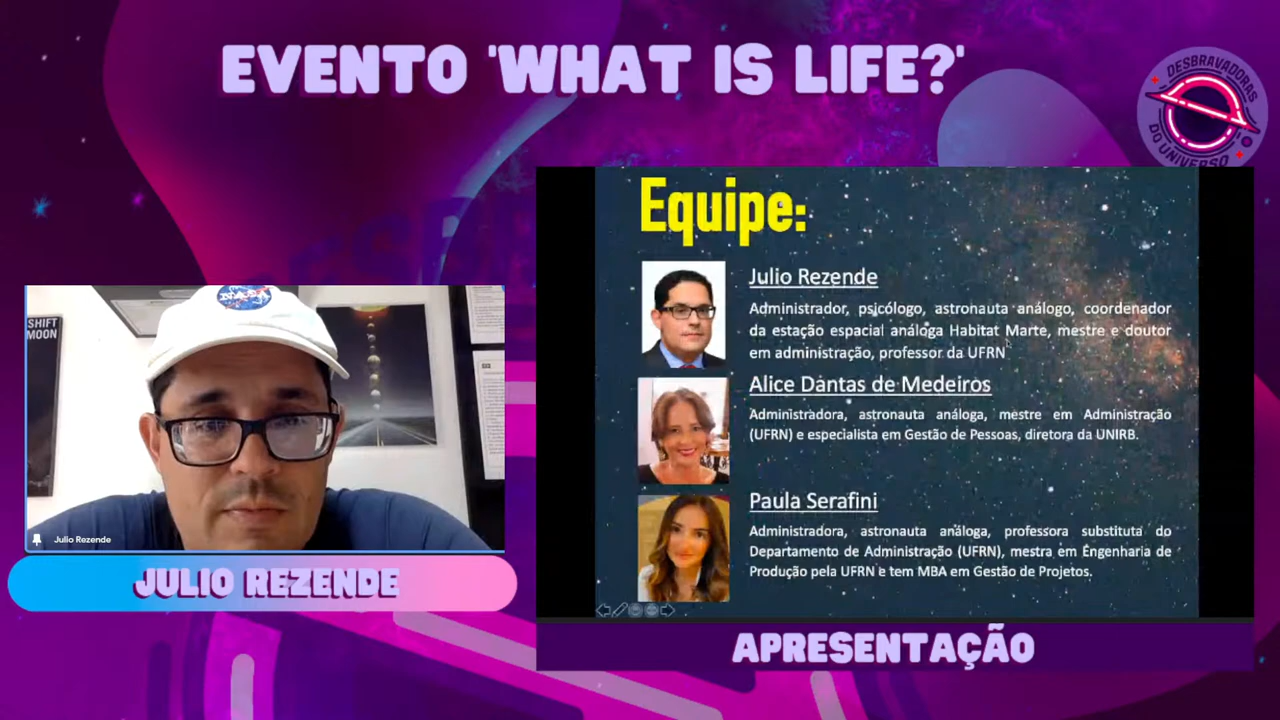 EVENTO 'WHAT IS LIFE?'
DESBRAVADORAS
DO UNIVERSO
Equipe:
Julio Rezende
Administrador, psicólogo, astronauta análogo, coordenador
da estação espacial análoga Habitat Marte, mestre e doutor
em administração, professor da UFRN
Alice Dantas de Medeiros
Administradora, astronauta análoga, mestre em Administração
(UFRN) e especialista em Gestão de Pessoas, diretora da UNIRB.
Paula Serafini
Administradora, astronauta análoga, professora substituta do
Departamento de Administração (UFRN), mestra em Engenharia de
Produção pela UFRN e tem MBA em Gestão de Projetos.
SHIFT
MOON
NASA
Julio Rezende
JULIO REZENDE
APRESENTAÇÃO